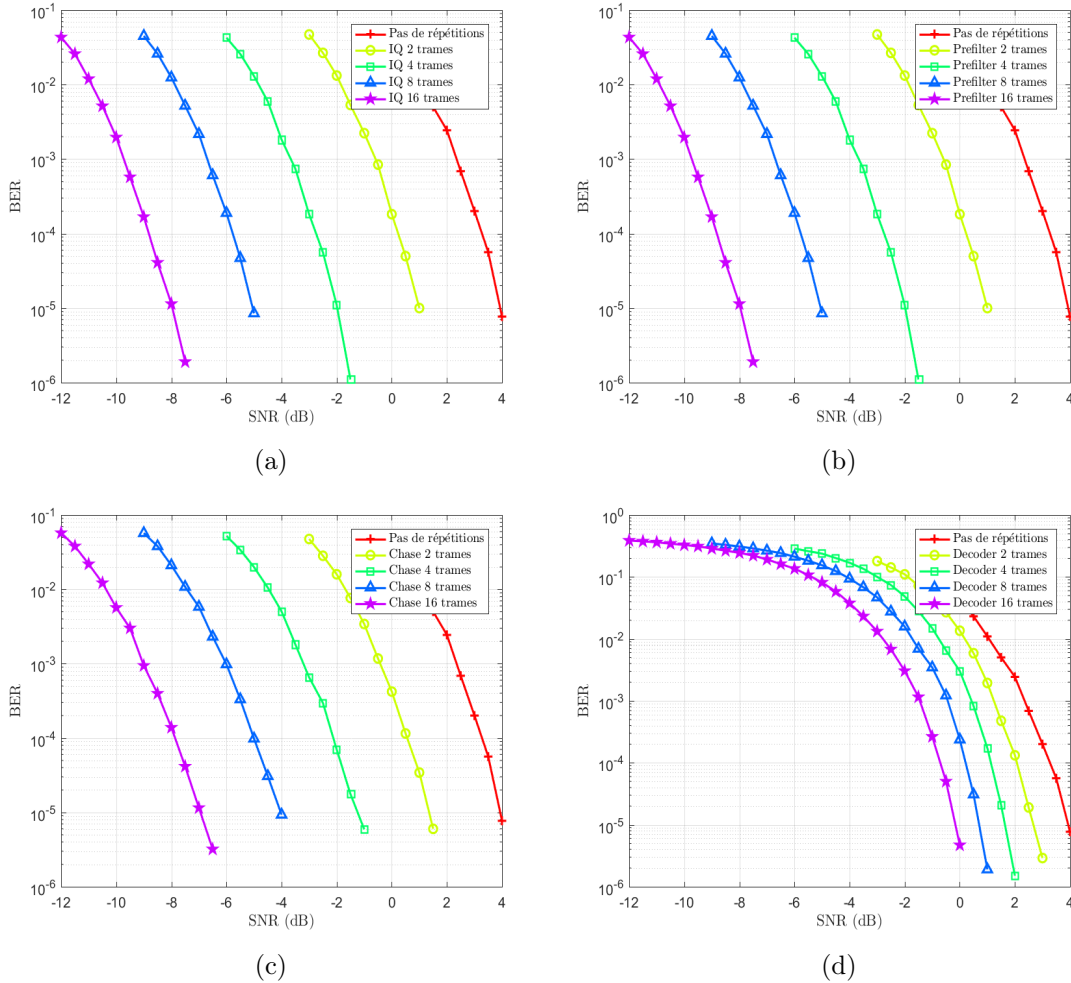 10^-1
10^-2
10^-3
10^-4
10^-5
10^-6
BER
-12 -10 -8 -6 -4 -2 0 2 4
SNR (dB)
Pas de répétitions
IQ 2 trames
IQ 4 trames
IQ 8 trames
IQ 16 trames
(a)
10^-1
10^-2
10^-3
10^-4
10^-5
10^-6
BER
-12 -10 -8 -6 -4 -2 0 2 4
SNR (dB)
Pas de répétitions
Prefilter 2 trames
Prefilter 4 trames
Prefilter 8 trames
Prefilter 16 trames
(b)
10^-1
10^-2
10^-3
10^-4
10^-5
10^-6
BER
-12 -10 -8 -6 -4 -2 0 2 4
SNR (dB)
Pas de répétitions
Chase 2 trames
Chase 4 trames
Chase 8 trames
Chase 16 trames
(c)
10^0
10^-1
10^-2
10^-3
10^-4
10^-5
10^-6
BER
-12 -10 -8 -6 -4 -2 0 2 4
SNR (dB)
Pas de répétitions
Decoder 2 trames
Decoder 4 trames
Decoder 8 trames
Decoder 16 trames
(d)